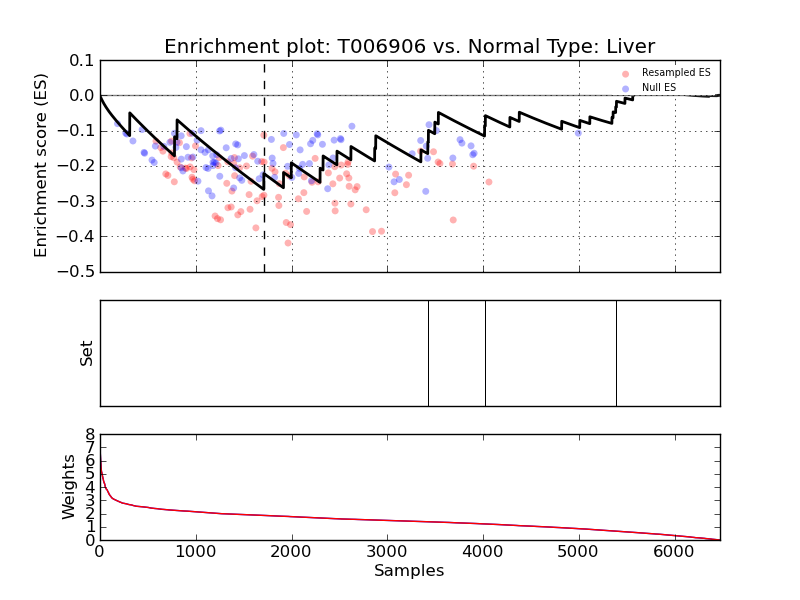 Enrichment plot: T006906 vs. Normal Type: Liver
Enrichment score (ES)
0.1
0.0
−0.1
−0.2
−0.3
−0.4
−0.5
Resampled ES
Null ES
Set
Weights
8
7
6
5
4
3
2
1
0
0 1000 2000 3000 4000 5000 6000
Samples